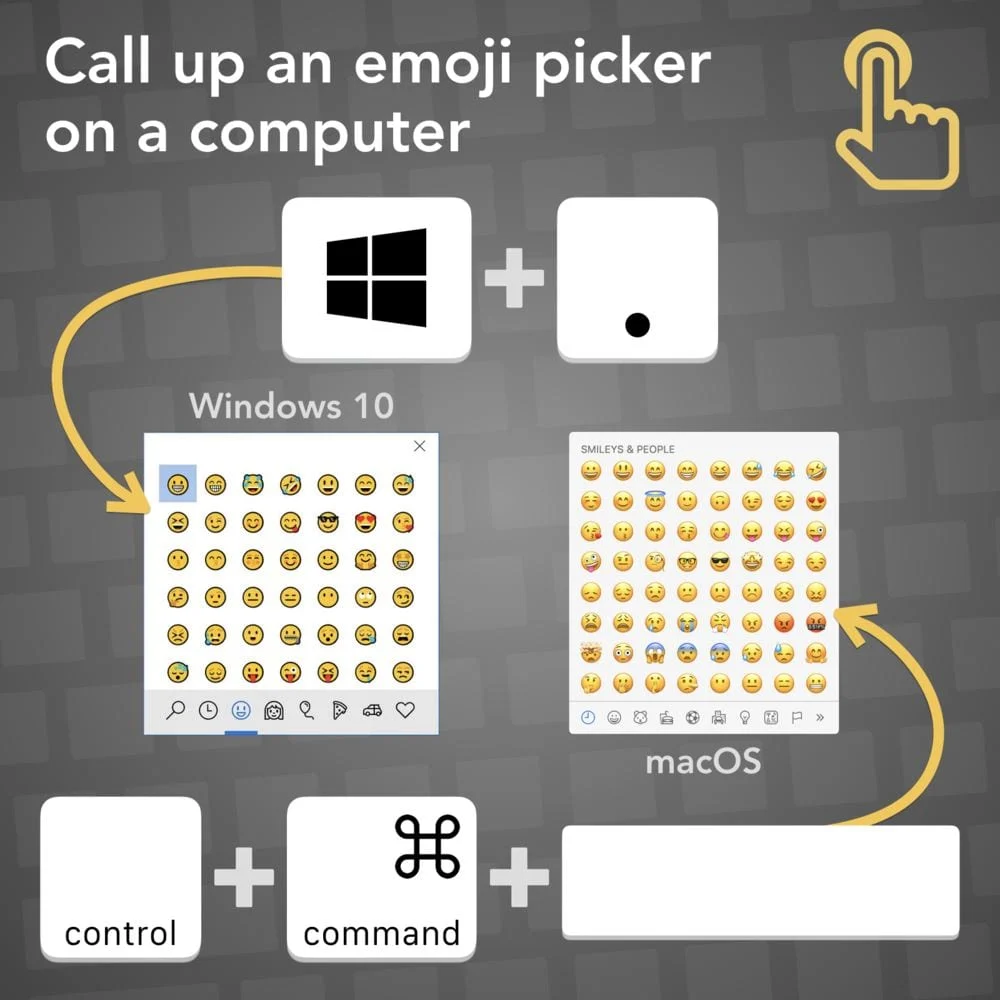 Call up an emoji picker
on a computer
Windows 10
SMILEYS & PEOPLE
macOS
control
command